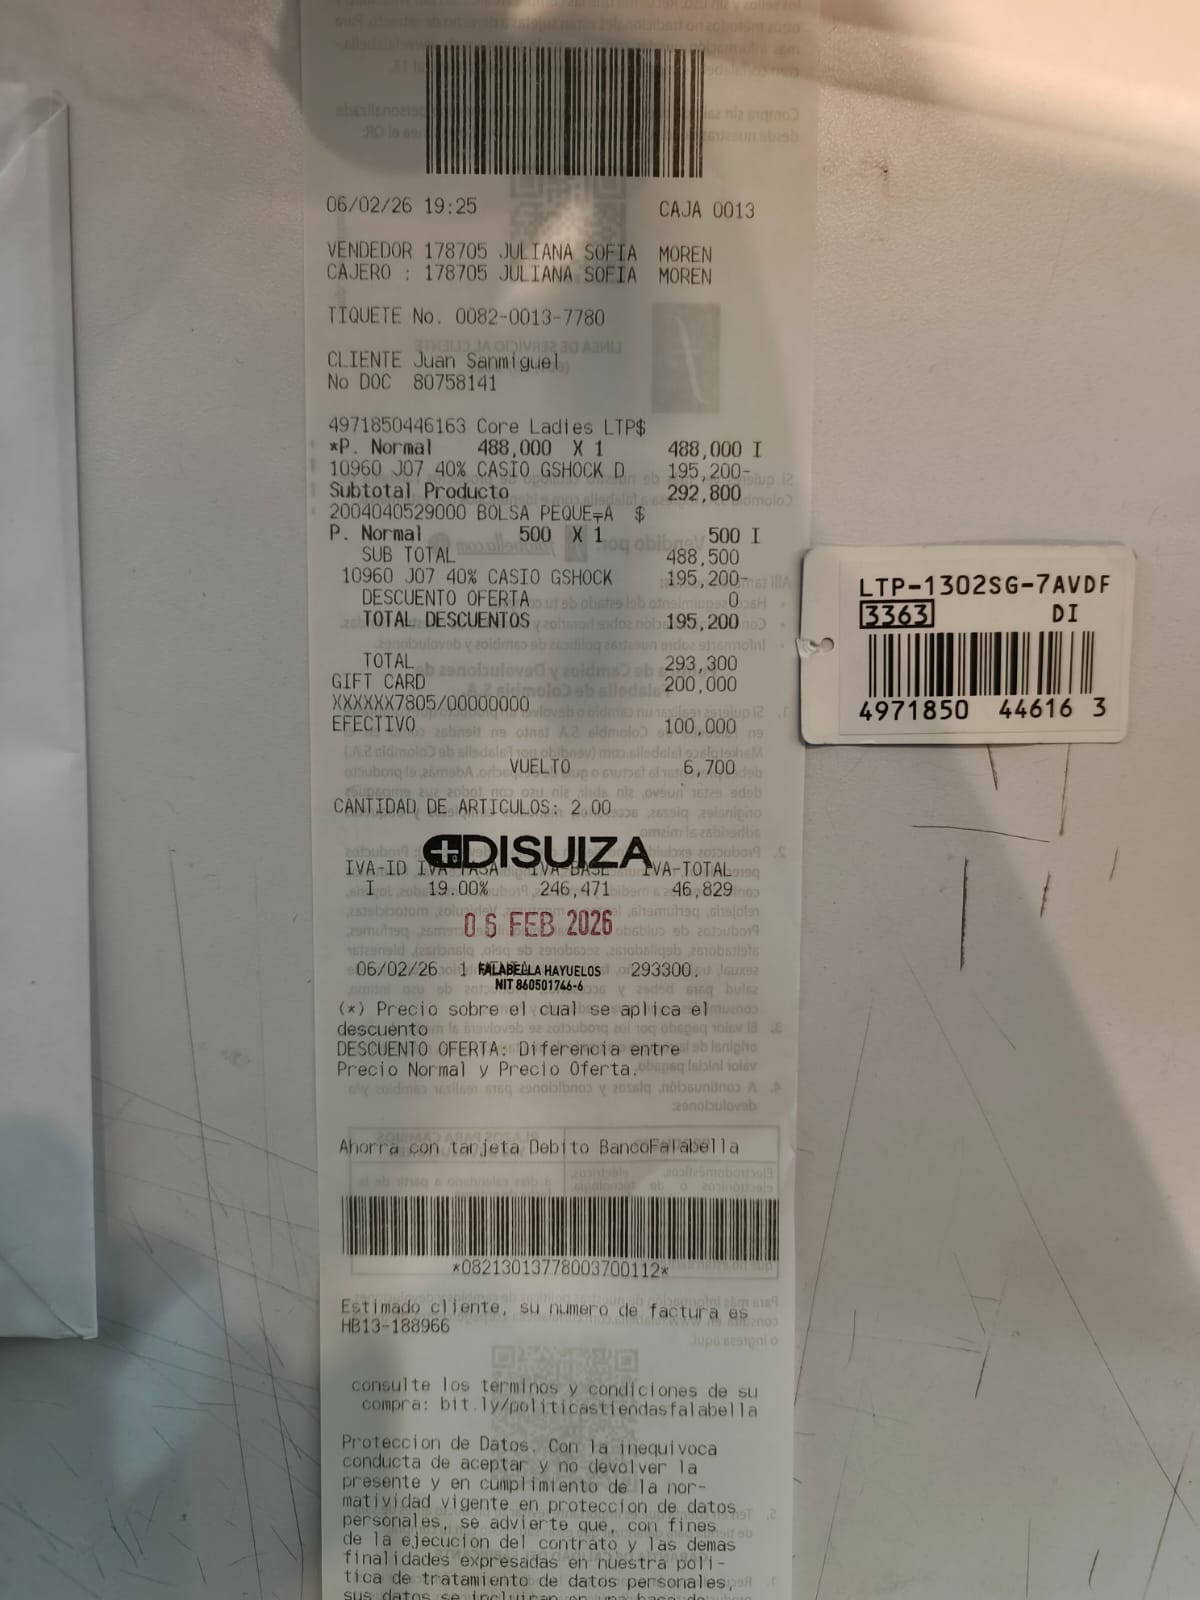 06/02/26 19:25 CAJA 0013
VENDEDOR 178705 JULIANA SOFIA MOREN
CAJERO : 178705 JULIANA SOFIA MOREN
TIQUETE No. 0082-0013-7780
CLIENTE Juan Sanmiguel
No DOC 80758141
4971850446163 Core Ladies LTP$
*P. Normal 488,000 X 1 488,000 I
10960 J07 40% CASIO GSHOCK D 195,200-
Subtotal Producto 292,800
2004040529000 BOLSA PEQUE╤A $
P. Normal 500 X 1 500 I
SUB TOTAL 488,500
10960 J07 40% CASIO GSHOCK 195,200-
DESCUENTO OFERTA 0
TOTAL DESCUENTOS 195,200
TOTAL 293,300
GIFT CARD 200,000
XXXXXX7805/00000000
EFECTIVO 100,000
VUELTO 6,700
CANTIDAD DE ARTICULOS: 2.00
DISUIZA
IVA-ID IVA-TASA IVA-BASE IVA-TOTAL
I 19.00% 246,471 46,829
06 FEB 2026
06/02/26 1 293300.
FALABELLA HAYUELOS
NIT 860501746-6
(*) Precio sobre el cual se aplica el
descuento
DESCUENTO OFERTA: Diferencia entre
Precio Normal y Precio Oferta.
Ahorra con tarjeta Debito BancoFalabella
*08213013778003700112*
Estimado cliente, su numero de factura es
HB13-188966
consulte los terminos y condiciones de su
compra: bit.ly/politicastiendasfalabella
Proteccion de Datos. Con la inequivoca
conducta de aceptar y no devolver la
presente y en cumplimiento de la nor-
matividad vigente en proteccion de datos
personales, se advierte que, con fines
de la ejecucion del contrato y las demas
finalidades expresadas en nuestra poli-
tica de tratamiento de datos personales,
LTP-1302SG-7AVDF
3363 DI
4971850 44616 3